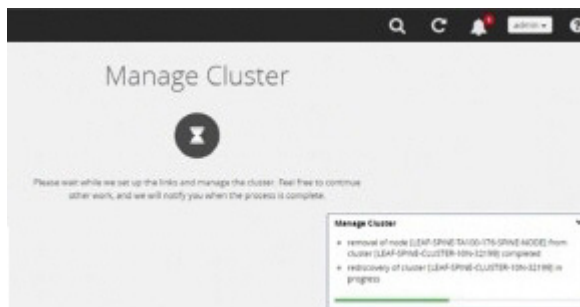 admin
Manage Cluster
Please wait while we set up the links and manage the cluster. Feel free to continue
other work, and we will notify you when the process is complete.
Manage Cluster
removal of node [LEAF-SPINE-TA100-176-SPINE-NODE] from
cluster [LEAF-SPINE-CLUSTER-10N-32199] completed
rediscovery of cluster [LEAF-SPINE-CLUSTER-10N-32199] in
progress